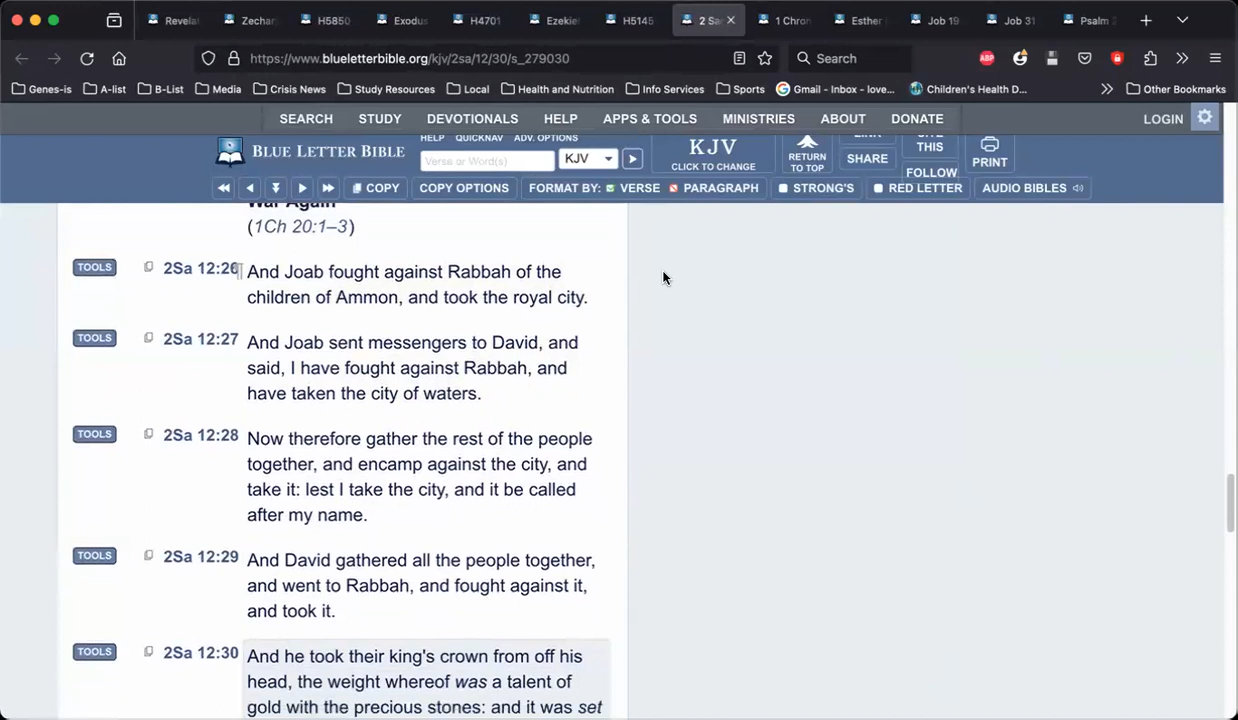 Revelat
Zechar
H5850
Exodus
H4701
Ezekie
H5145
2 Sa
1 Chron
Esther
Job 19
Job 31
Psalm 2
https://www.blueletterbible.org/kjv/2sa/12/30/s_279030
Search
ABP
Genes-is
A-list
B-List
Media
Crisis News
Study Resources
Local
Health and Nutrition
Info Services
Sports
Gmail - Inbox - love...
Children's Health D...
Other Bookmarks
SEARCH
STUDY
DEVOTIONALS
HELP
APPS & TOOLS
MINISTRIES
ABOUT
DONATE
LOGIN
BLUE LETTER BIBLE
HELP QUICKNAV ADV. OPTIONS
Verse or Word(s)
KJV
KJV
CLICK TO CHANGE
RETURN
TO TOP
LINK
SHARE
CITE
THIS
FOLLOW
PRINT
COPY
COPY OPTIONS
FORMAT BY: VERSE PARAGRAPH
STRONG'S
RED LETTER
AUDIO BIBLES
War Again
(1Ch 20:1–3)
TOOLS
2Sa 12:26
¶
And Joab fought against Rabbah of the
children of Ammon, and took the royal city.
TOOLS
2Sa 12:27
And Joab sent messengers to David, and
said, I have fought against Rabbah, and
have taken the city of waters.
TOOLS
2Sa 12:28
Now therefore gather the rest of the people
together, and encamp against the city, and
take it: lest I take the city, and it be called
after my name.
TOOLS
2Sa 12:29
And David gathered all the people together,
and went to Rabbah, and fought against it,
and took it.
TOOLS
2Sa 12:30
And he took their king's crown from off his
head, the weight whereof was a talent of
gold with the precious stones: and it was set